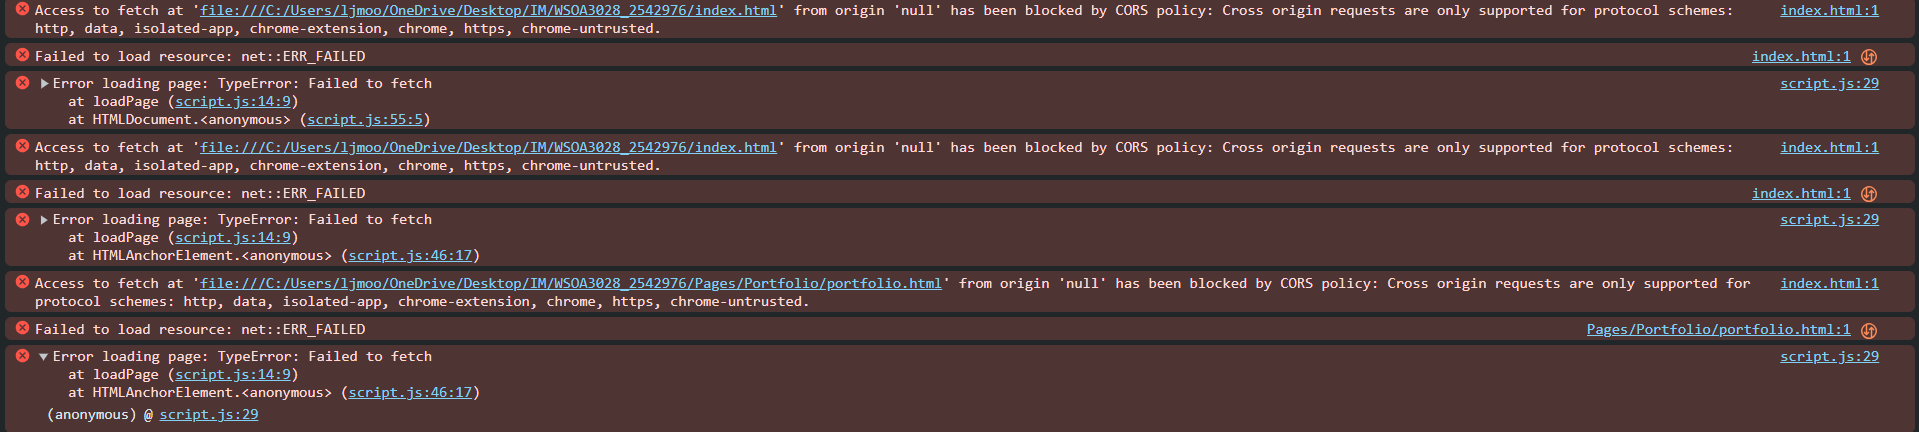 Access to fetch at 'file:///C:/Users/ljmoo/OneDrive/Desktop/IM/WSOA3028_2542976/index.html' from origin 'null' has been blocked by CORS policy: Cross origin requests are only supported for protocol schemes: index.html:1
http, data, isolated-app, chrome-extension, chrome, https, chrome-untrusted.
Failed to load resource: net::ERR_FAILED index.html:1
Error loading page: TypeError: Failed to fetch script.js:29
at loadPage (script.js:14:9)
at HTMLDocument.<anonymous> (script.js:55:5)
Access to fetch at 'file:///C:/Users/ljmoo/OneDrive/Desktop/IM/WSOA3028_2542976/index.html' from origin 'null' has been blocked by CORS policy: Cross origin requests are only supported for protocol schemes: index.html:1
http, data, isolated-app, chrome-extension, chrome, https, chrome-untrusted.
Failed to load resource: net::ERR_FAILED index.html:1
Error loading page: TypeError: Failed to fetch script.js:29
at loadPage (script.js:14:9)
at HTMLAnchorElement.<anonymous> (script.js:46:17)
Access to fetch at 'file:///C:/Users/ljmoo/OneDrive/Desktop/IM/WSOA3028_2542976/Pages/Portfolio/portfolio.html' from origin 'null' has been blocked by CORS policy: Cross origin requests are only supported for index.html:1
protocol schemes: http, data, isolated-app, chrome-extension, chrome, https, chrome-untrusted.
Failed to load resource: net::ERR_FAILED Pages/Portfolio/portfolio.html:1
Error loading page: TypeError: Failed to fetch script.js:29
at loadPage (script.js:14:9)
at HTMLAnchorElement.<anonymous> (script.js:46:17)
(anonymous) @ script.js:29